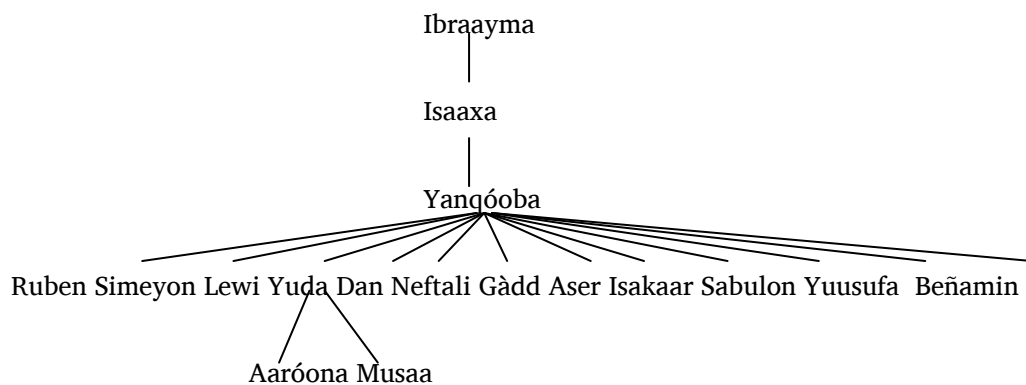 Ibraayma
Isaaxa
Yanqóoba
Ruben Simeyon Lewi Yuda Dan Neftali Gàdd Aser Isakaar Sabulon Yuusufa Beñamin
Aaróona Musaa